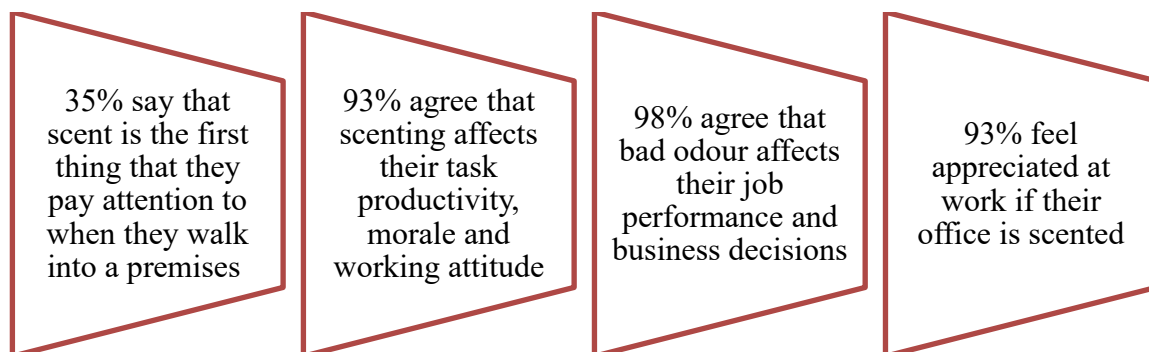 35% say that
scent is the first
thing that they
pay attention to
when they walk
into a premises
93% agree that
scenting affects
their task
productivity,
morale and
working attitude
98% agree that
bad odour affects
their job
performance and
business decisions
93% feel
appreciated at
work if their
office is scented